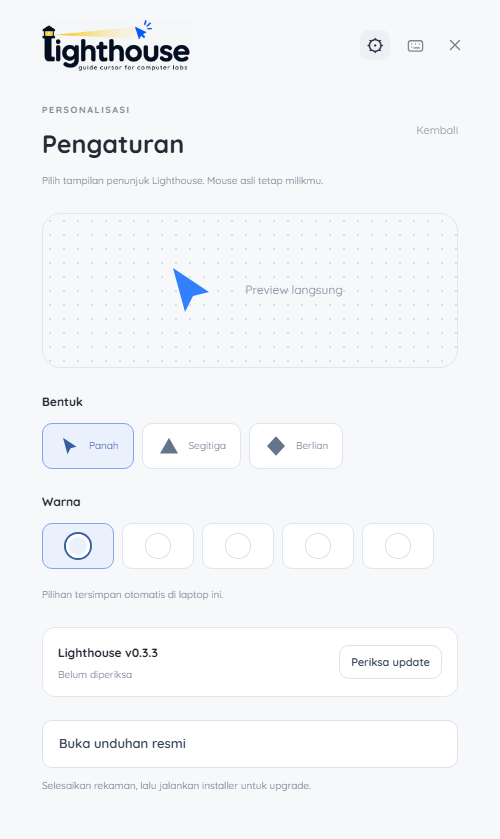 Lighthouse
guide cursor for computer labs
PERSONALISASI
Pengaturan
Kembali
Pilih tampilan penunjuk Lighthouse. Mouse asli tetap milikmu.
Preview langsung
Bentuk
Panah
Segitiga
Berlian
Warna
Pilihan tersimpan otomatis di laptop ini.
Lighthouse v0.3.3
Belum diperiksa
Periksa update
Buka unduhan resmi
Selesaikan rekaman, lalu jalankan installer untuk upgrade.